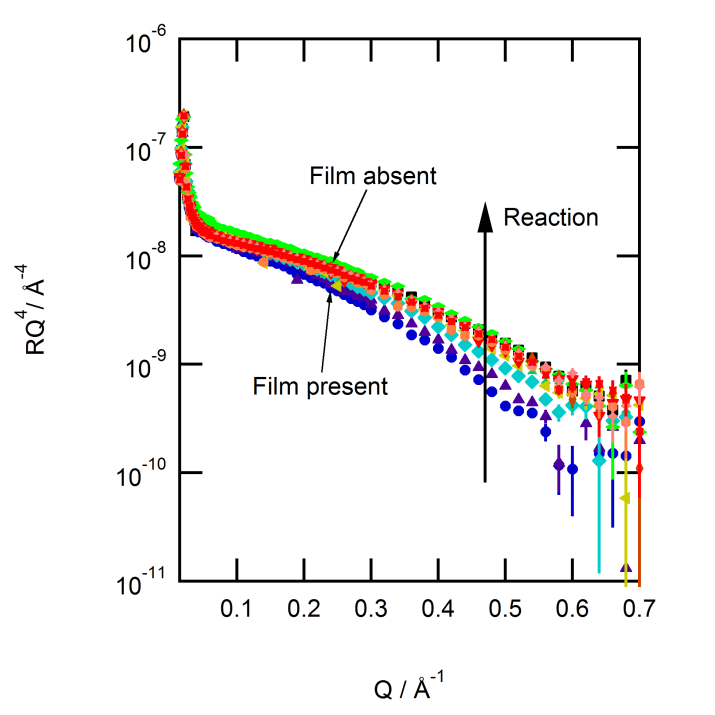 10-6
10-7
Film absent
Reaction
10-8
RQ4 / Å-4
10-9
Film present
10-10
10-11
0.1 0.2 0.3 0.4 0.5 0.6 0.7
Q / Å-1